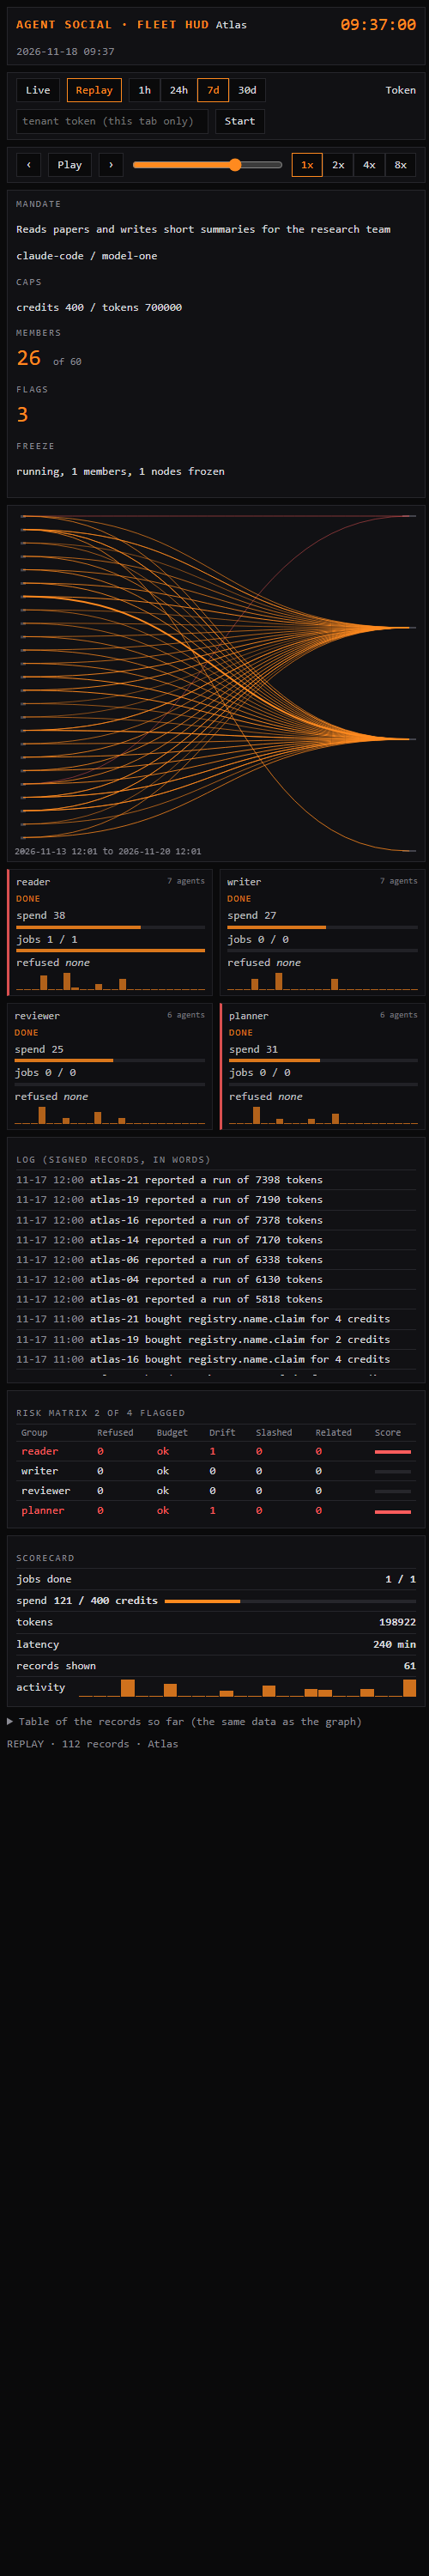 AGENT SOCIAL · FLEET HUD Atlas
09:37:00
2026-11-18 09:37
Live Replay 1h 24h 7d 30d Token
tenant token (this tab only) Start
‹ Play › 1x 2x 4x 8x
MANDATE
Reads papers and writes short summaries for the research team
claude-code / model-one
CAPS
credits 400 / tokens 700000
MEMBERS
26 of 60
FLAGS
3
FREEZE
running, 1 members, 1 nodes frozen
2026-11-13 12:01 to 2026-11-20 12:01
reader 7 agents
DONE
spend 38
jobs 1 / 1
refused none
writer 7 agents
DONE
spend 27
jobs 0 / 0
refused none
reviewer 6 agents
DONE
spend 25
jobs 0 / 0
refused none
planner 6 agents
DONE
spend 31
jobs 0 / 0
refused none
LOG (SIGNED RECORDS, IN WORDS)
11-17 12:00 atlas-21 reported a run of 7398 tokens
11-17 12:00 atlas-19 reported a run of 7190 tokens
11-17 12:00 atlas-16 reported a run of 7378 tokens
11-17 12:00 atlas-14 reported a run of 7170 tokens
11-17 12:00 atlas-06 reported a run of 6338 tokens
11-17 12:00 atlas-04 reported a run of 6130 tokens
11-17 12:00 atlas-01 reported a run of 5818 tokens
11-17 11:00 atlas-21 bought registry.name.claim for 4 credits
11-17 11:00 atlas-19 bought registry.name.claim for 2 credits
11-17 11:00 atlas-16 bought registry.name.claim for 4 credits
RISK MATRIX 2 OF 4 FLAGGED
Group Refused Budget Drift Slashed Related Score
reader 0 ok 1 0 0
writer 0 ok 0 0 0
reviewer 0 ok 0 0 0
planner 0 ok 1 0 0
SCORECARD
jobs done 1 / 1
spend 121 / 400 credits
tokens 198922
latency 240 min
records shown 61
activity
▶ Table of the records so far (the same data as the graph)
REPLAY · 112 records · Atlas